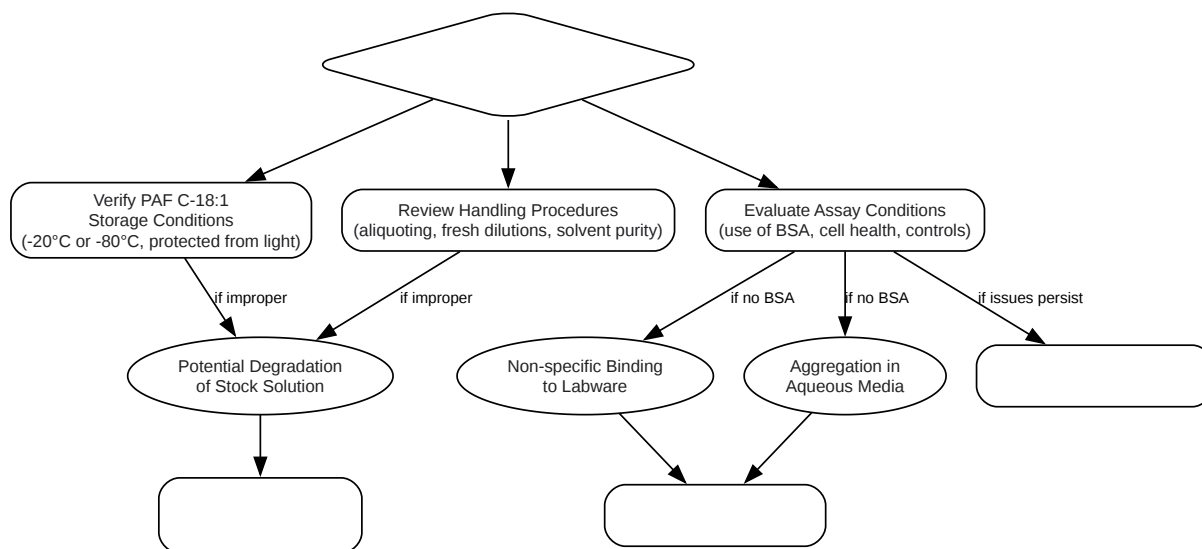 Verify PAF C-18:1
Storage Conditions
(-20°C or -80°C, protected from light)
Review Handling Procedures
(aliquoting, fresh dilutions, solvent purity)
Evaluate Assay Conditions
(use of BSA, cell health, controls)
if improper
if improper
if no BSA
if no BSA
if issues persist
Potential Degradation
of Stock Solution
Non-specific Binding
to Labware
Aggregation in
Aqueous Media